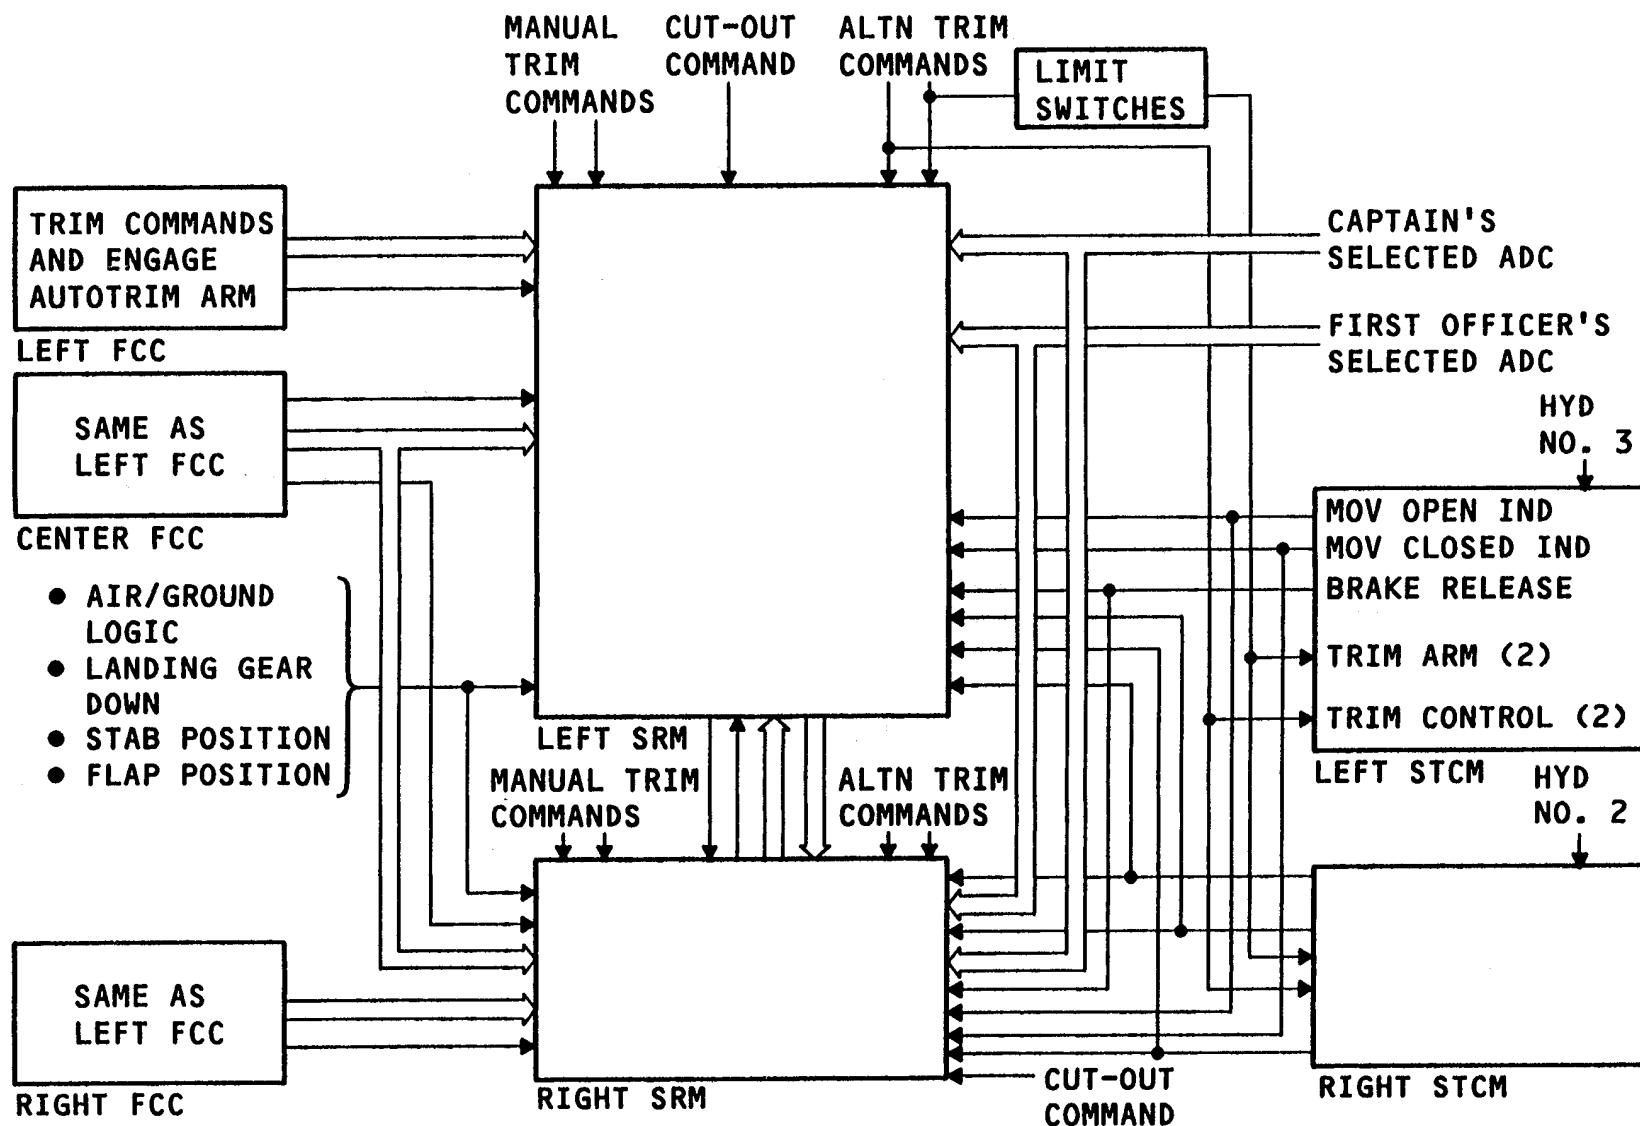 MANUAL
TRIM
COMMANDS
CUT-OUT
COMMAND
ALTN TRIM
COMMANDS
LIMIT
SWITCHES
TRIM COMMANDS
AND ENGAGE
AUTOTRIM ARM
LEFT FCC
CAPTAIN'S
SELECTED ADC
FIRST OFFICER'S
SELECTED ADC
SAME AS
LEFT FCC
CENTER FCC
HYD
NO. 3
MOV OPEN IND
MOV CLOSED IND
BRAKE RELEASE
TRIM ARM (2)
TRIM CONTROL (2)
LEFT STCM
● AIR/GROUND
LOGIC
● LANDING GEAR
DOWN
● STAB POSITION
● FLAP POSITION
LEFT SRM
MANUAL TRIM
COMMANDS
ALTN TRIM
COMMANDS
HYD
NO. 2
SAME AS
LEFT FCC
RIGHT FCC
RIGHT SRM
CUT-OUT
COMMAND
RIGHT STCM